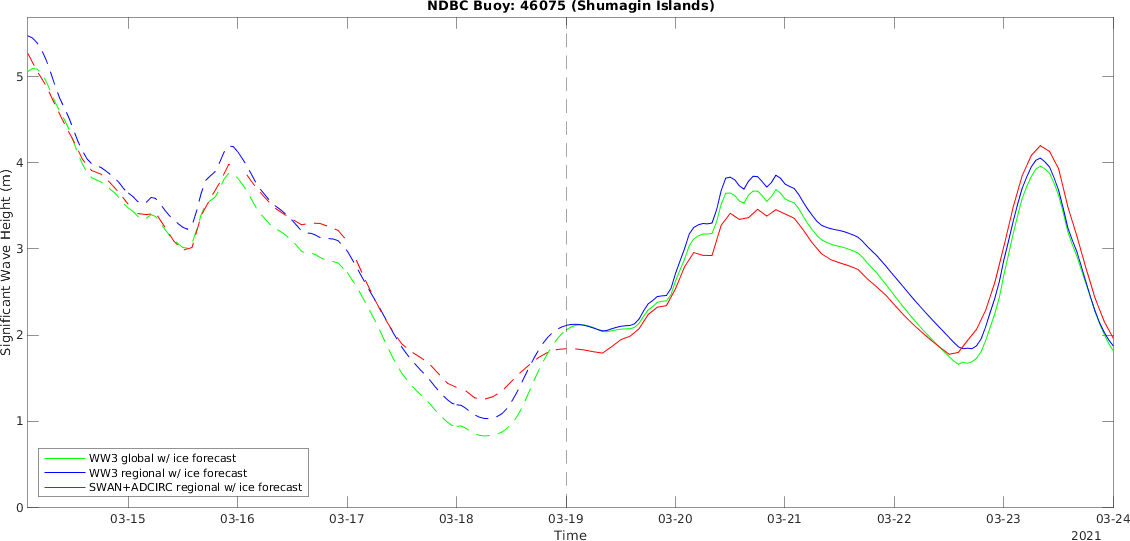 NDBC Buoy: 46075 (Shumagin Islands)
Significant Wave Height (m)
5
4
3
2
1
0
WW3 global w/ ice forecast
WW3 regional w/ ice forecast
SWAN+ADCIRC regional w/ ice forecast
03-15 03-16 03-17 03-18 03-19 03-20 03-21 03-22 03-23 03-24
Time
2021